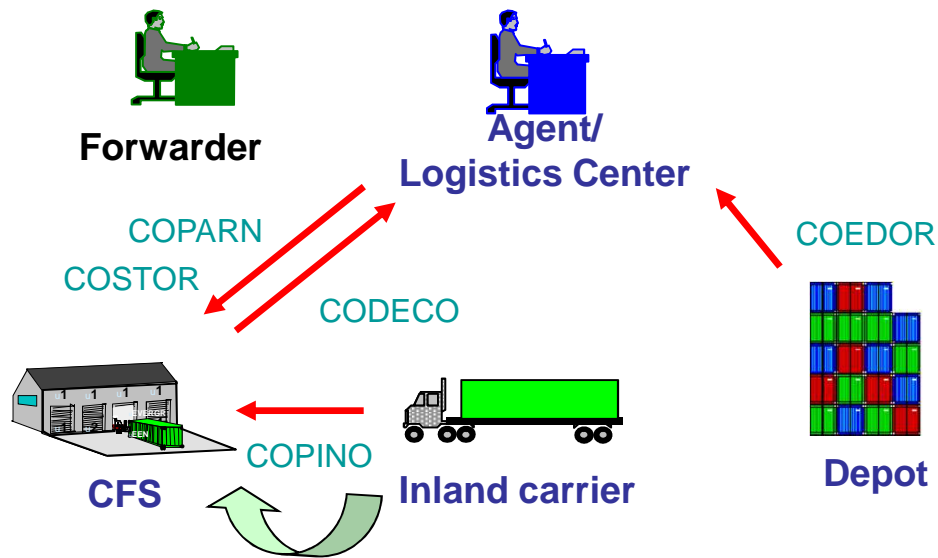 Forwarder
Agent/
Logistics Center
COPARN
COSTOR
CODECO
COEDOR
COPINO
CFS
Inland carrier
Depot